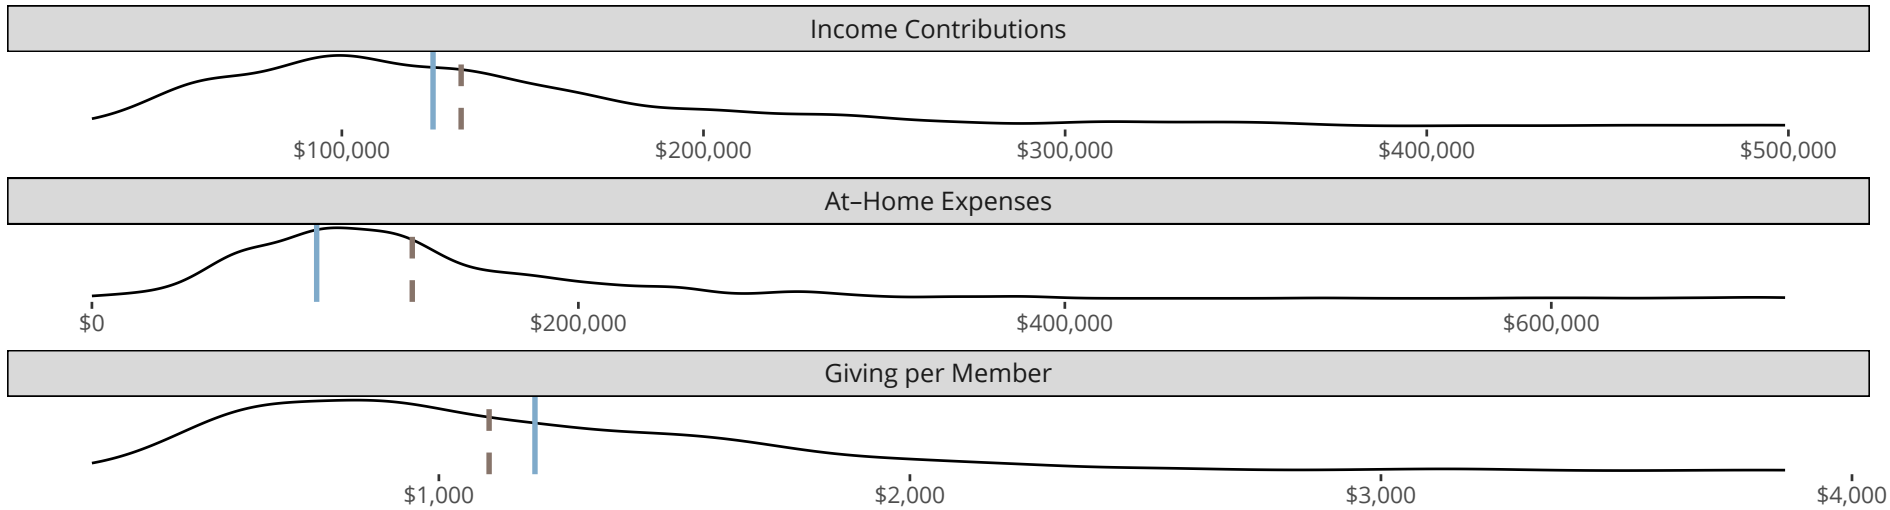 Income Contributions
$100,000 $200,000 $300,000 $400,000 $500,000
At–Home Expenses
$0 $200,000 $400,000 $600,000
Giving per Member
$1,000 $2,000 $3,000 $4,000